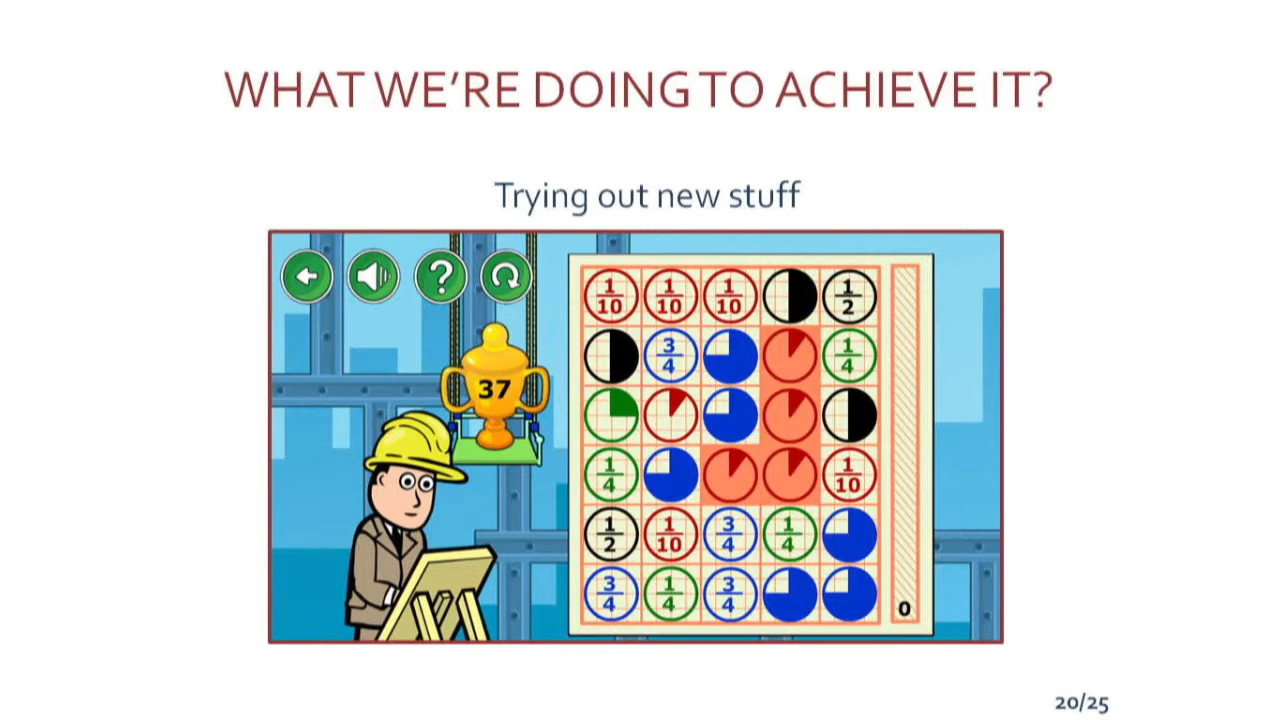 WHAT WE'RE DOING TO ACHIEVE IT?
Trying out new stuff
?
37
1/10 1/10 1/10 1/2
3/4 1/4
1/4 1/10
1/2 1/10 3/4 1/4
3/4 1/4 3/4
0
20/25